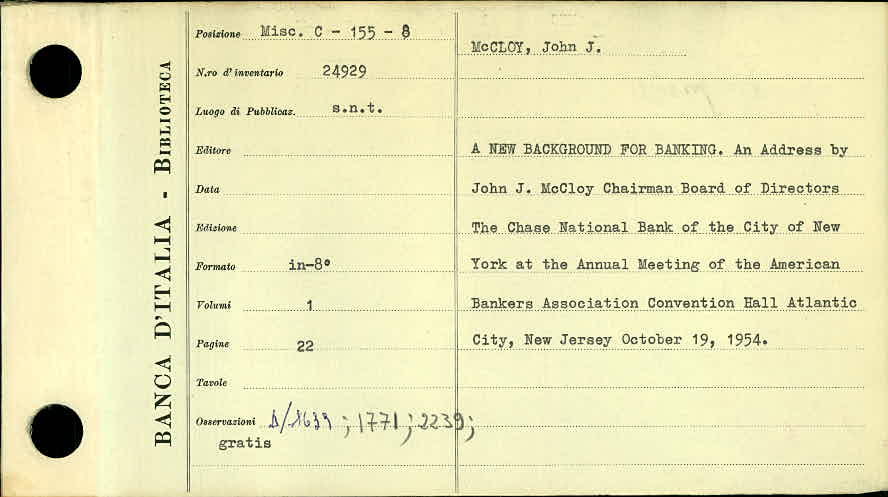 BANCA D'ITALIA - BIBLIOTECA
Posizione Misc. C - 155 - 8
N.ro d'inventario 24929
Luogo di Pubblicaz. s.n.t.
Editore
Data
Edizione
Formato in-8°
Volumi 1
Pagine 22
Tavole
Osservazioni D/1639 ; 1771 ; 2239 ;
gratis
McCLOY, John J.
A NEW BACKGROUND FOR BANKING. An Address by
John J. McCloy Chairman Board of Directors
The Chase National Bank of the City of New
York at the Annual Meeting of the American
Bankers Association Convention Hall Atlantic
City, New Jersey October 19, 1954.